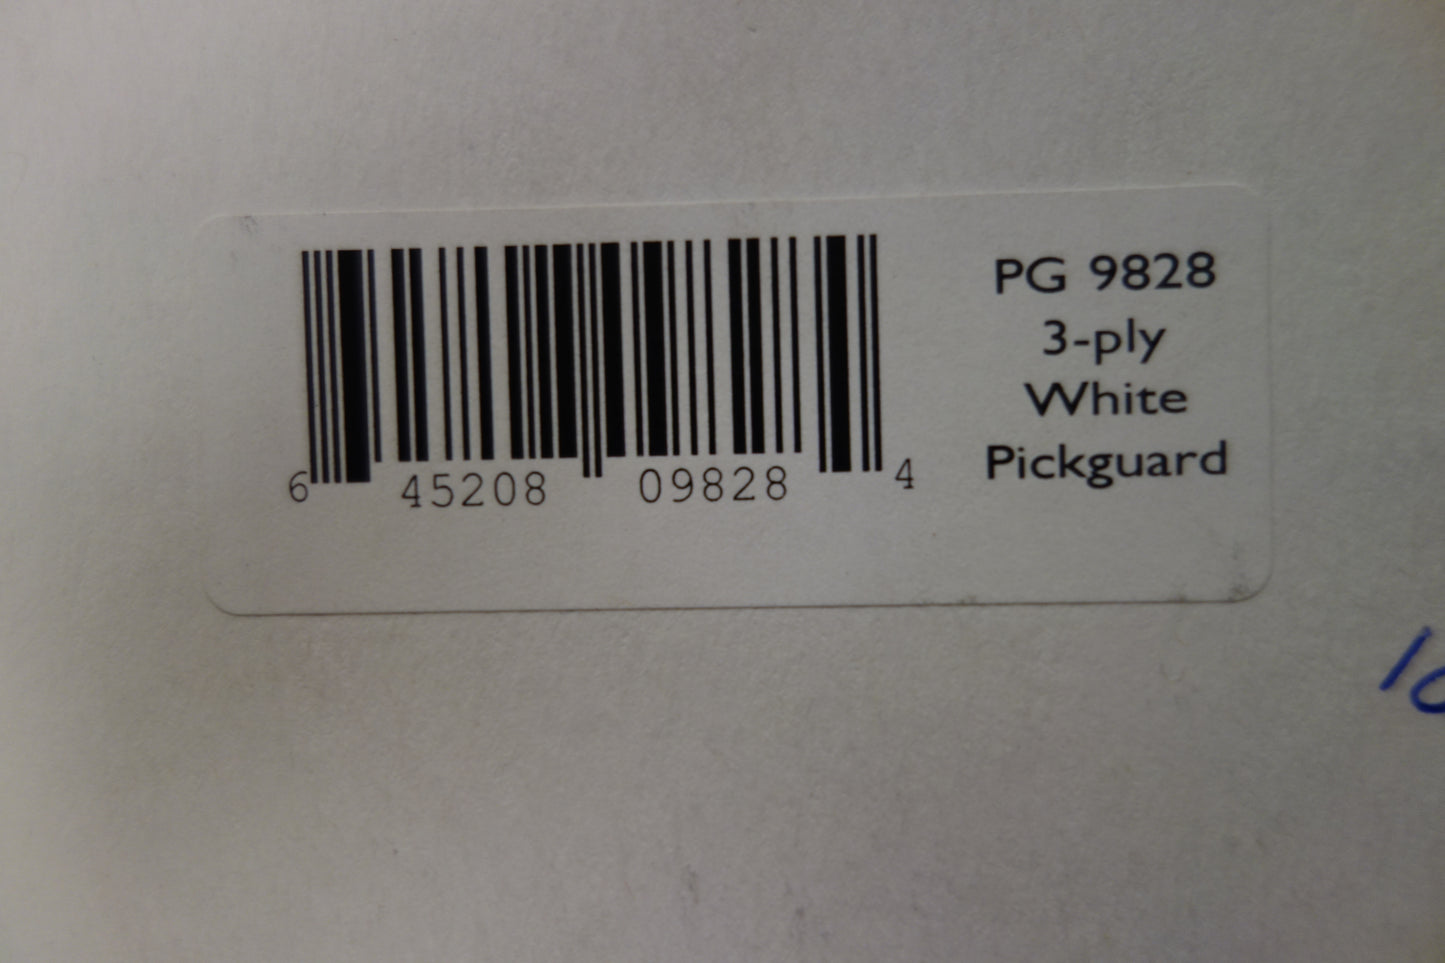 6 45208 09828 4
PG 9828
3-ply
White
Pickguard